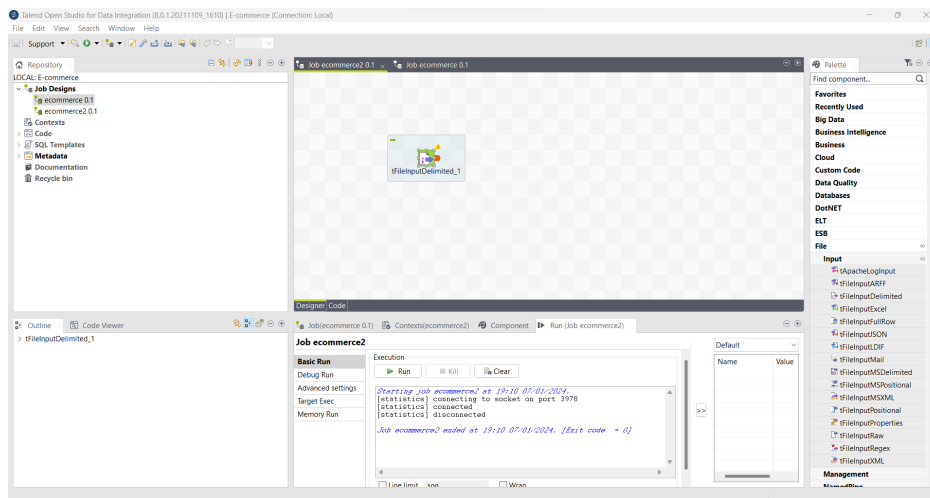 Talend Open Studio for Data Integration (8.0.1.20211109_1610) | E-commerce (Connection: Local)
File Edit View Search Window Help
Support
Repository
LOCAL: E-commerce
Job Designs
ecommerce 0.1
ecommerce2 0.1
Contexts
Code
SQL Templates
Metadata
Documentation
Recycle bin
Job ecommerce2 0.1
Job ecommerce 0.1
tFileInputDelimited_1
Designer Code
Palette
Find component...
Favorites
Recently Used
Big Data
Business Intelligence
Business
Cloud
Custom Code
Data Quality
Databases
DotNET
ELT
ESB
File
Input
tApacheLogInput
tFileInputARFF
tFileInputDelimited
tFileInputExcel
tFileInputFullRow
tFileInputJSON
tFileInputLDIF
tFileInputMail
tFileInputMSDelimited
tFileInputMSPositional
tFileInputMSXML
tFileInputPositional
tFileInputProperties
tFileInputRaw
tFileInputRegex
tFileInputXML
Management
NamedPipe
Outline
Code Viewer
tFileInputDelimited_1
Job(ecommerce 0.1)
Contexts(ecommerce2)
Component
Run (Job ecommerce2)
Job ecommerce2
Basic Run
Debug Run
Advanced settings
Target Exec
Memory Run
Execution
Run
Kill
Clear
Starting job ecommerce2 at 19:10 07/01/2024.
[statistics] connecting to socket on port 3978
[statistics] connected
[statistics] disconnected
Job ecommerce2 ended at 19:10 07/01/2024. [Exit code = 0]
Line limit 100
Wrap
>>
Default
Name Value